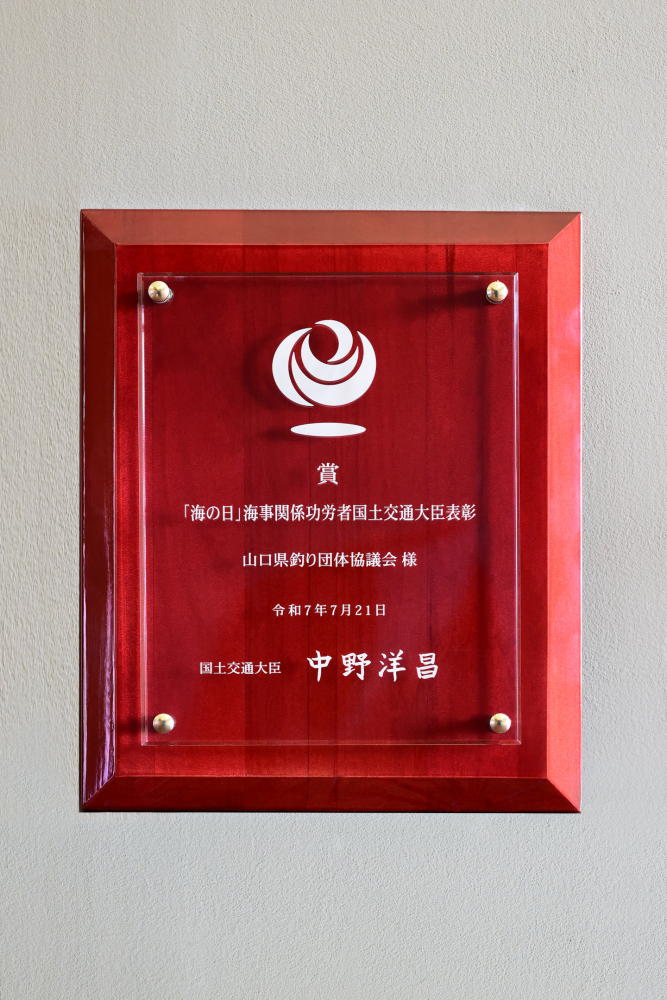 賞
「海の日」海事関係功労者国土交通大臣表彰
山口県釣り団体協議会 様
令和7年7月21日
国土交通大臣 中野洋昌